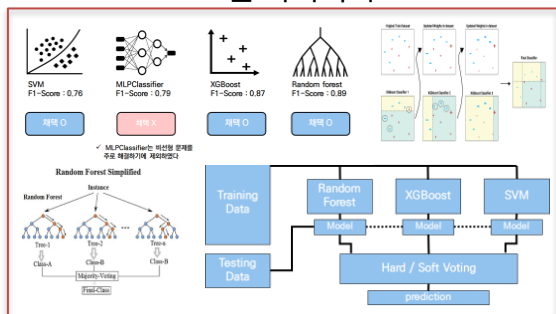 SVM
F1-Score : 0.76
MLPClassifier
F1-Score : 0.79
XGBoost
F1-Score : 0.87
Random forest
F1-Score : 0.89
채택 O
채택 X
채택 O
채택 O
✓ MLPClassifier는 비선형 문제를
주로 해결하기에 제외하였다
Random Forest Simplified
Instance
Random Forest
Tree-1
Tree-2
Tree-n
Class-A
Class-B
Class-B
Majority-Voting
Final-Class
Training
Data
Testing
Data
Random
Forest
XGBoost
SVM
Model
Model
Model
Hard / Soft Voting
prediction